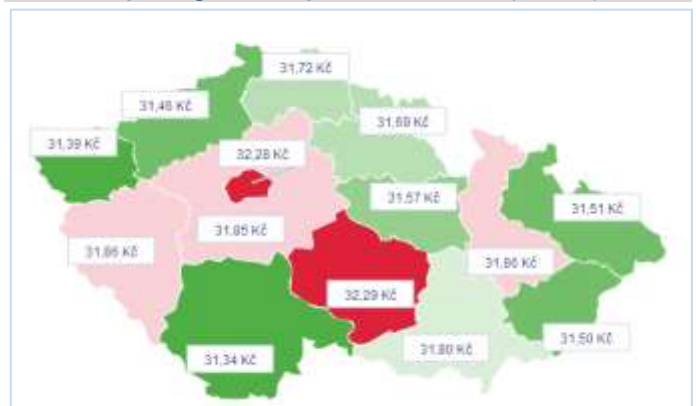 31,72 Kč
31,46 Kč
31,69 Kč
31,39 Kč
32,28 Kč
31,57 Kč
31,51 Kč
31,85 Kč
31,86 Kč
31,86 Kč
32,29 Kč
31,50 Kč
31,80 Kč
31,34 Kč